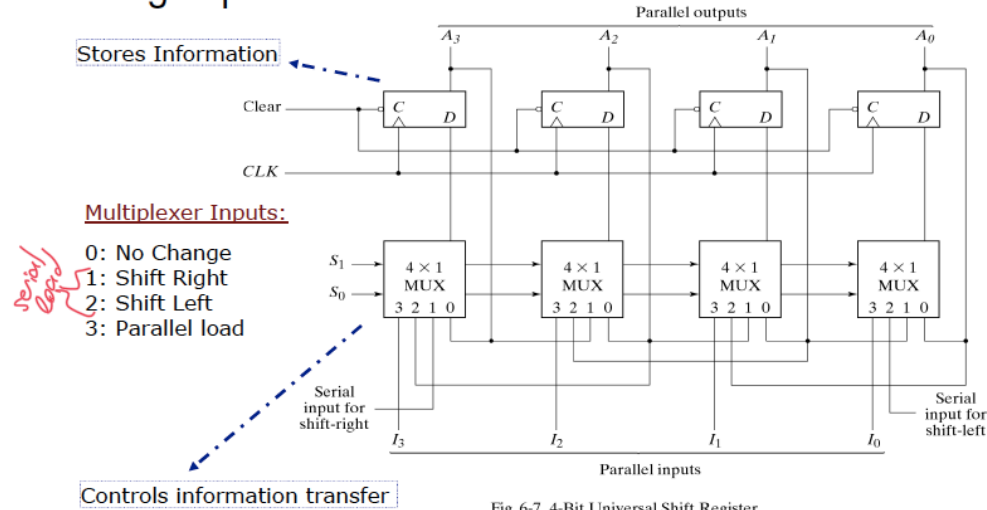 Parallel outputs
A3 A2 A1 A0
Stores Information
Clear
C D C D C D C D
CLK
Multiplexer Inputs:
0: No Change
1: Shift Right
2: Shift Left
3: Parallel load
serial
load
S1
S0
4 × 1
MUX
3 2 1 0
4 × 1
MUX
3 2 1 0
4 × 1
MUX
3 2 1 0
4 × 1
MUX
3 2 1 0
Serial
input for
shift-right
Serial
input for
shift-left
I3 I2 I1 I0
Parallel inputs
Controls information transfer
Fig. 6-7 4-Bit Universal Shift Register